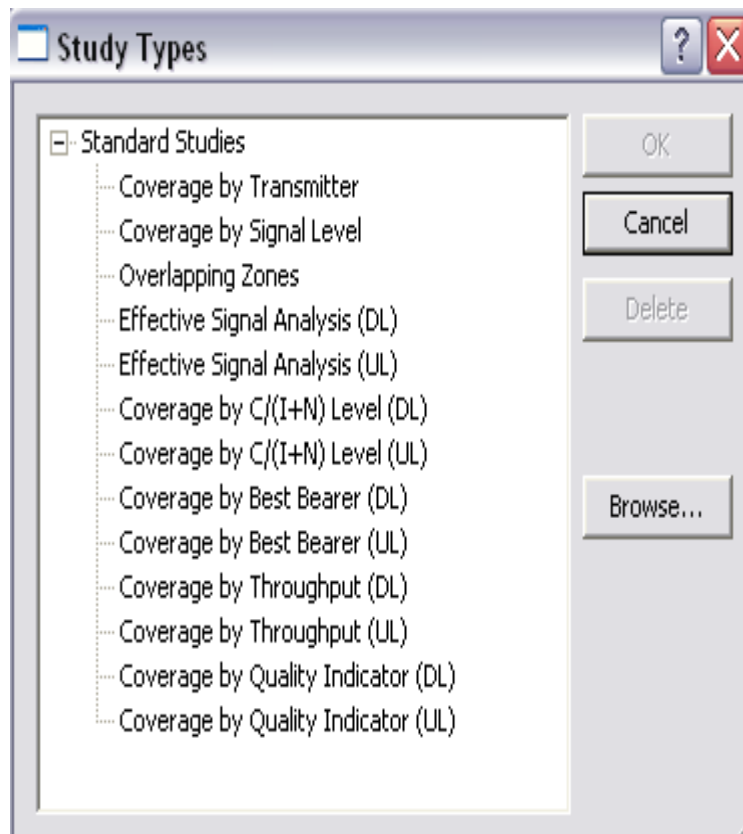 Study Types
Standard Studies
Coverage by Transmitter
Coverage by Signal Level
Overlapping Zones
Effective Signal Analysis (DL)
Effective Signal Analysis (UL)
Coverage by C/(I+N) Level (DL)
Coverage by C/(I+N) Level (UL)
Coverage by Best Bearer (DL)
Coverage by Best Bearer (UL)
Coverage by Throughput (DL)
Coverage by Throughput (UL)
Coverage by Quality Indicator (DL)
Coverage by Quality Indicator (UL)
OK
Cancel
Delete
Browse...